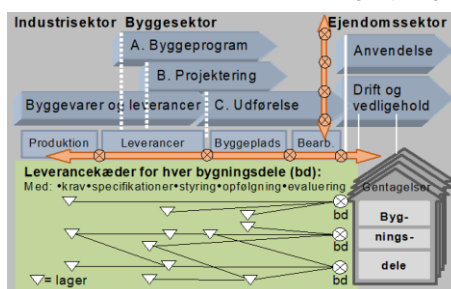 Industrisektor Byggesektor Ejendomssektor
A. Byggeprogram
Anvendelse
B. Projektering
Byggevarer og leverancer
C. Udførelse
Drift og
vedligehold
Produktion
Leverancer
Byggeplads
Bearb.
Leverancekæder for hver bygningsdele (bd):
Med: •krav•specifikationer•styring•opfølgning•evaluering
Gentagelser
bd
Byg-
bd
nings-
bd
dele
= lager